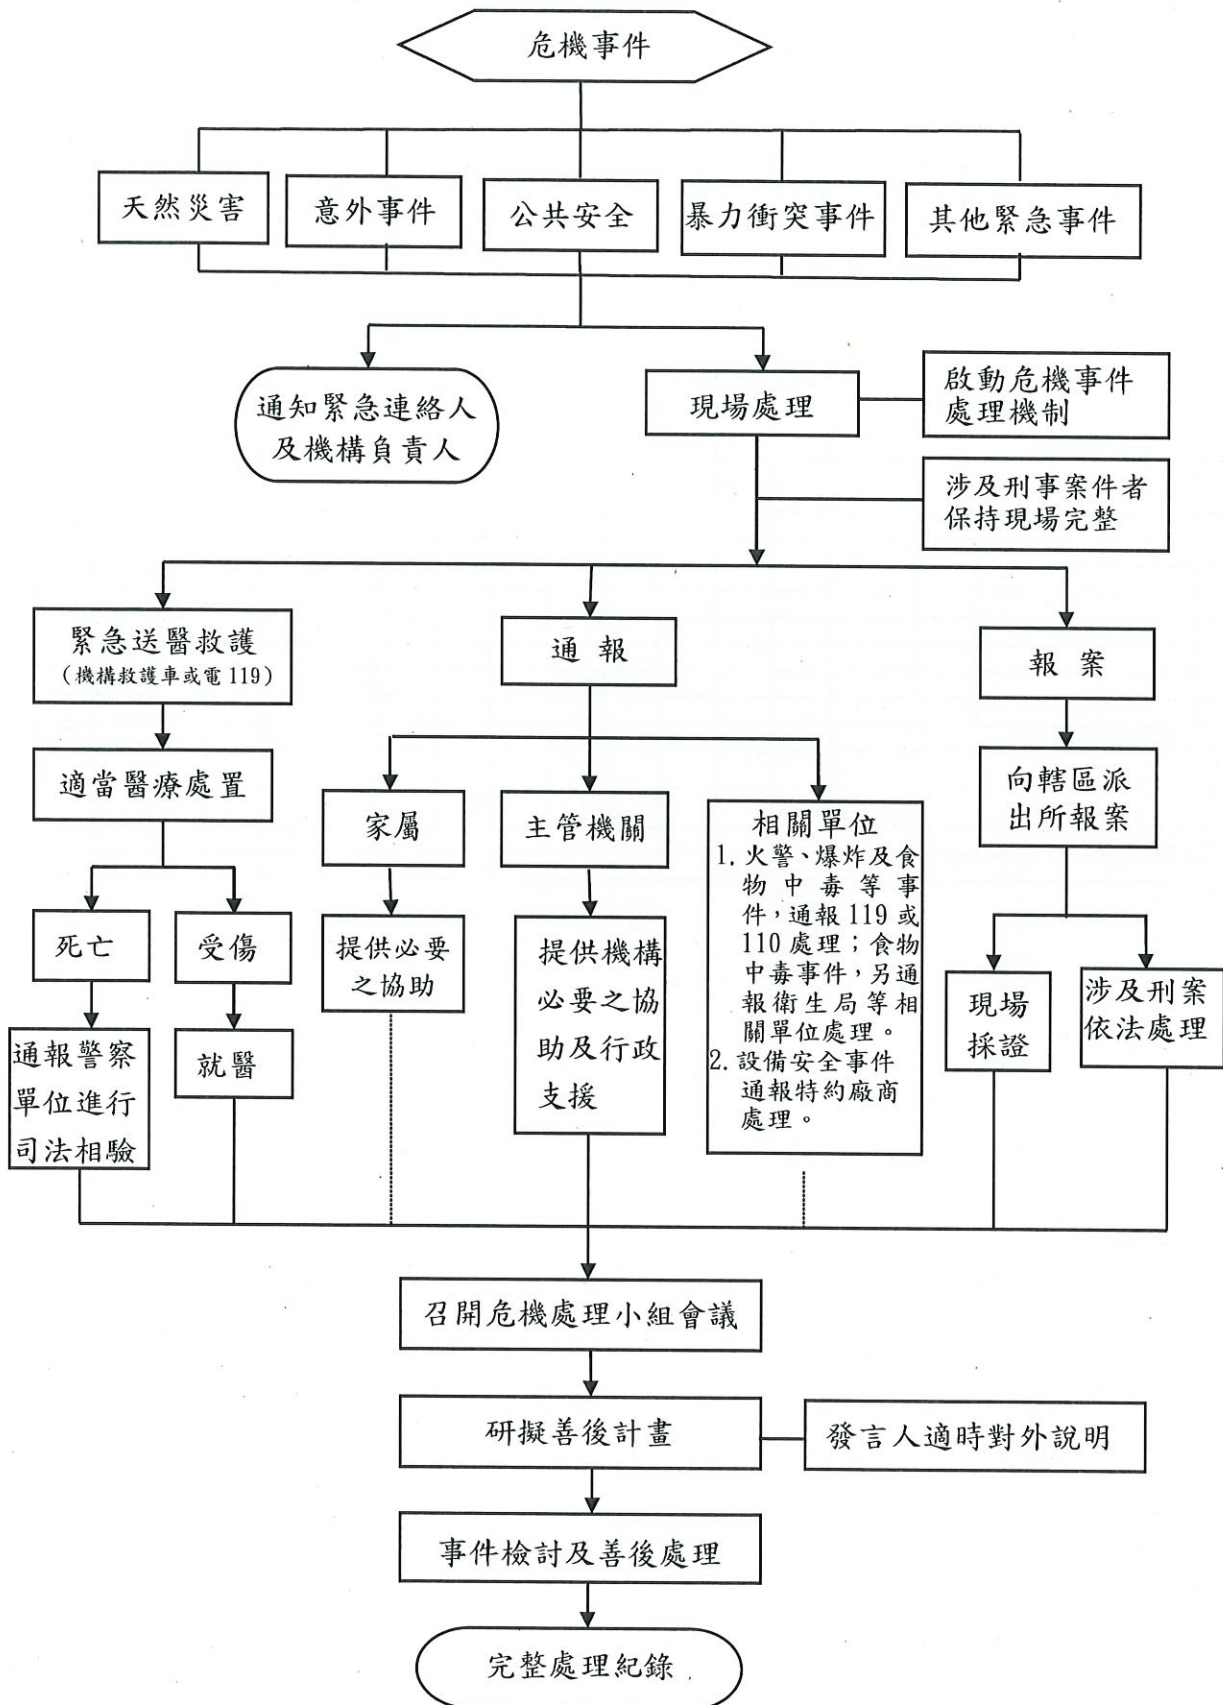 危機事件
天然災害
意外事件
公共安全
暴力衝突事件
其他緊急事件
通知緊急連絡人
及機構負責人
現場處理
啟動危機事件
處理機制
涉及刑事案件者
保持現場完整
緊急送醫救護
（機構救護車或電119）
通 報
報 案
適當醫療處置
家屬
主管機關
相關單位
1. 火警、爆炸及食
物中毒等事
件，通報119或
110處理；食物
中毒事件，另通
報衛生局等相
關單位處理。
2. 設備安全事件
通報特約廠商
處理。
向轄區派
出所報案
死亡
受傷
提供必要
之協助
提供機構
必要之協
助及行政
支援
現場
採證
涉及刑案
依法處理
通報警察
單位進行
司法相驗
就醫
召開危機處理小組會議
研擬善後計畫
發言人適時對外說明
事件檢討及善後處理
完整處理紀錄